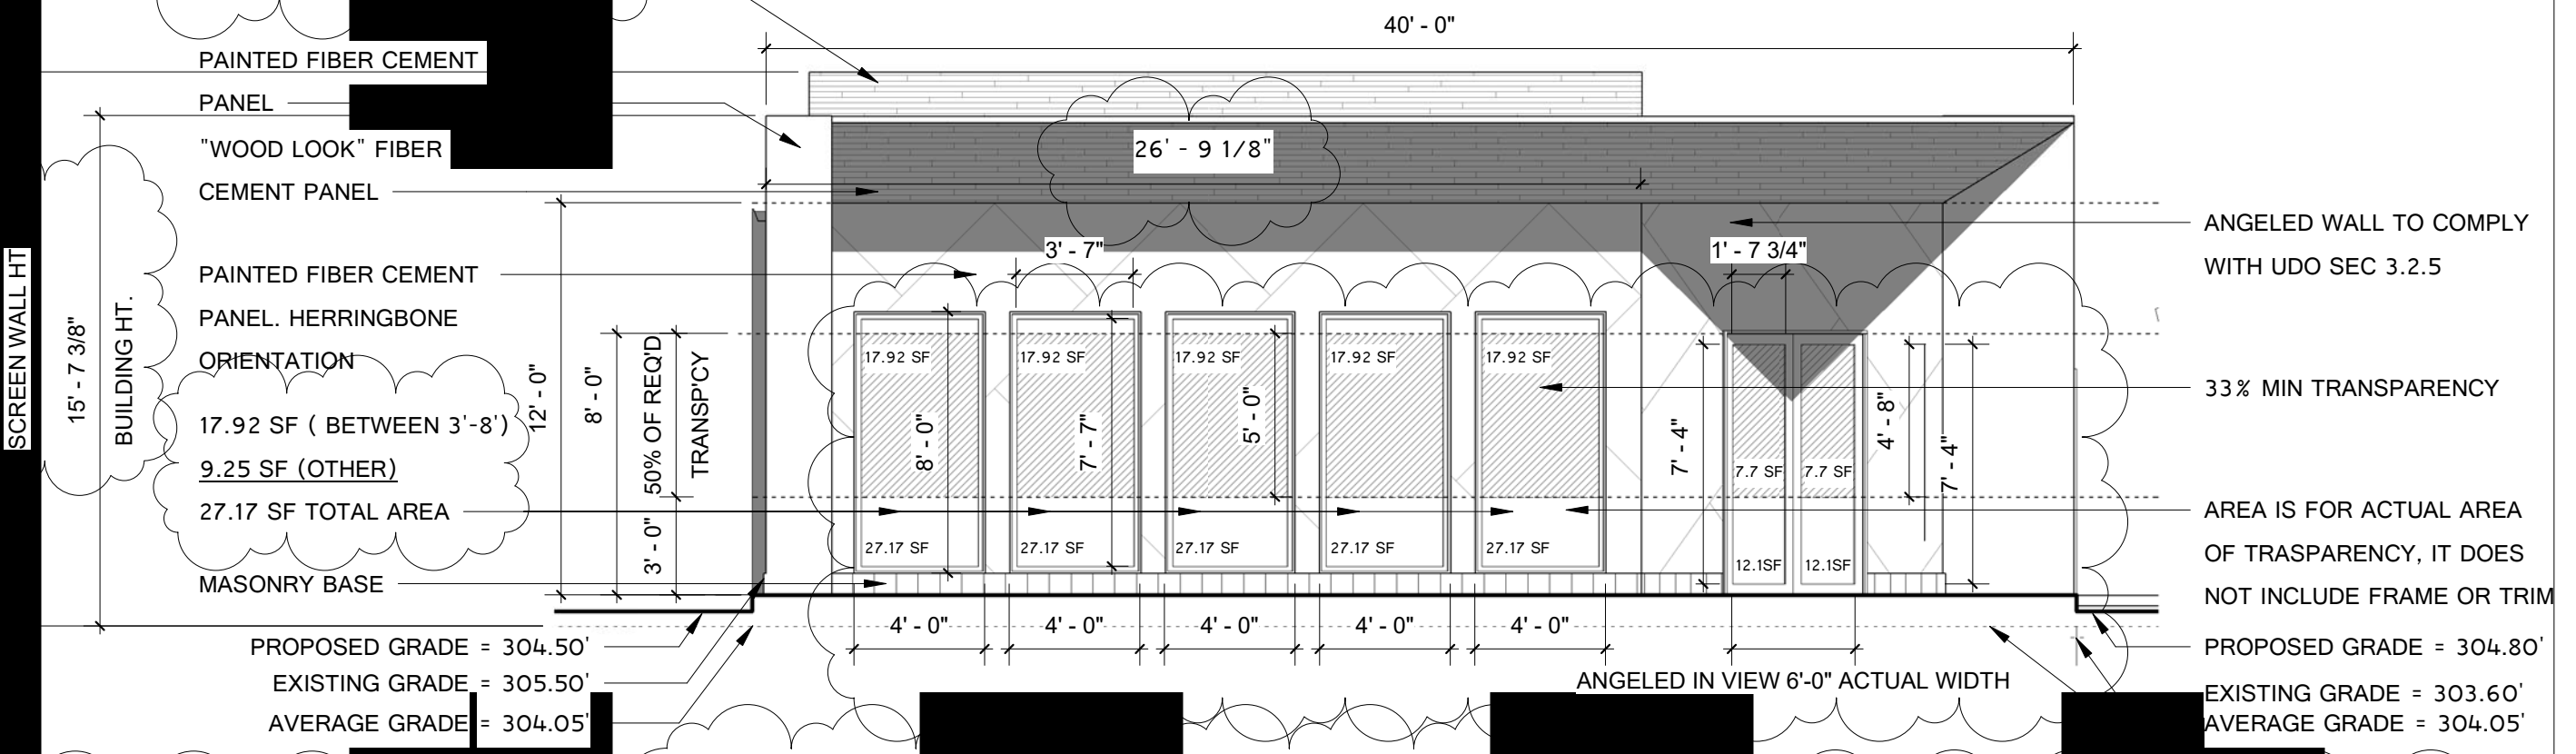 40' - 0"
PAINTED FIBER CEMENT
PANEL
"WOOD LOOK" FIBER
CEMENT PANEL
26' - 9 1/8"
ANGELED WALL TO COMPLY
WITH UDO SEC 3.2.5
3' - 7"
1' - 7 3/4"
PAINTED FIBER CEMENT
PANEL. HERRINGBONE
ORIENTATION
SCREEN WALL HT
15' - 7 3/8"
BUILDING HT.
12' - 0"
8' - 0"
50% OF REQ'D
TRANSP'CY
3' - 0"
17.92 SF
17.92 SF
17.92 SF
17.92 SF
17.92 SF
33% MIN TRANSPARENCY
8' - 0"
7' - 7"
5' - 0"
7' - 4"
4' - 8"
7' - 4"
17.92 SF ( BETWEEN 3'-8')
9.25 SF (OTHER)
27.17 SF TOTAL AREA
7.7 SF
7.7 SF
AREA IS FOR ACTUAL AREA
OF TRASPARENCY, IT DOES
NOT INCLUDE FRAME OR TRIM
27.17 SF
27.17 SF
27.17 SF
27.17 SF
27.17 SF
12.1SF
12.1SF
MASONRY BASE
4' - 0"
4' - 0"
4' - 0"
4' - 0"
4' - 0"
PROPOSED GRADE = 304.50'
EXISTING GRADE = 305.50'
AVERAGE GRADE = 304.05'
ANGELED IN VIEW 6'-0" ACTUAL WIDTH
PROPOSED GRADE = 304.80'
EXISTING GRADE = 303.60'
AVERAGE GRADE = 304.05'